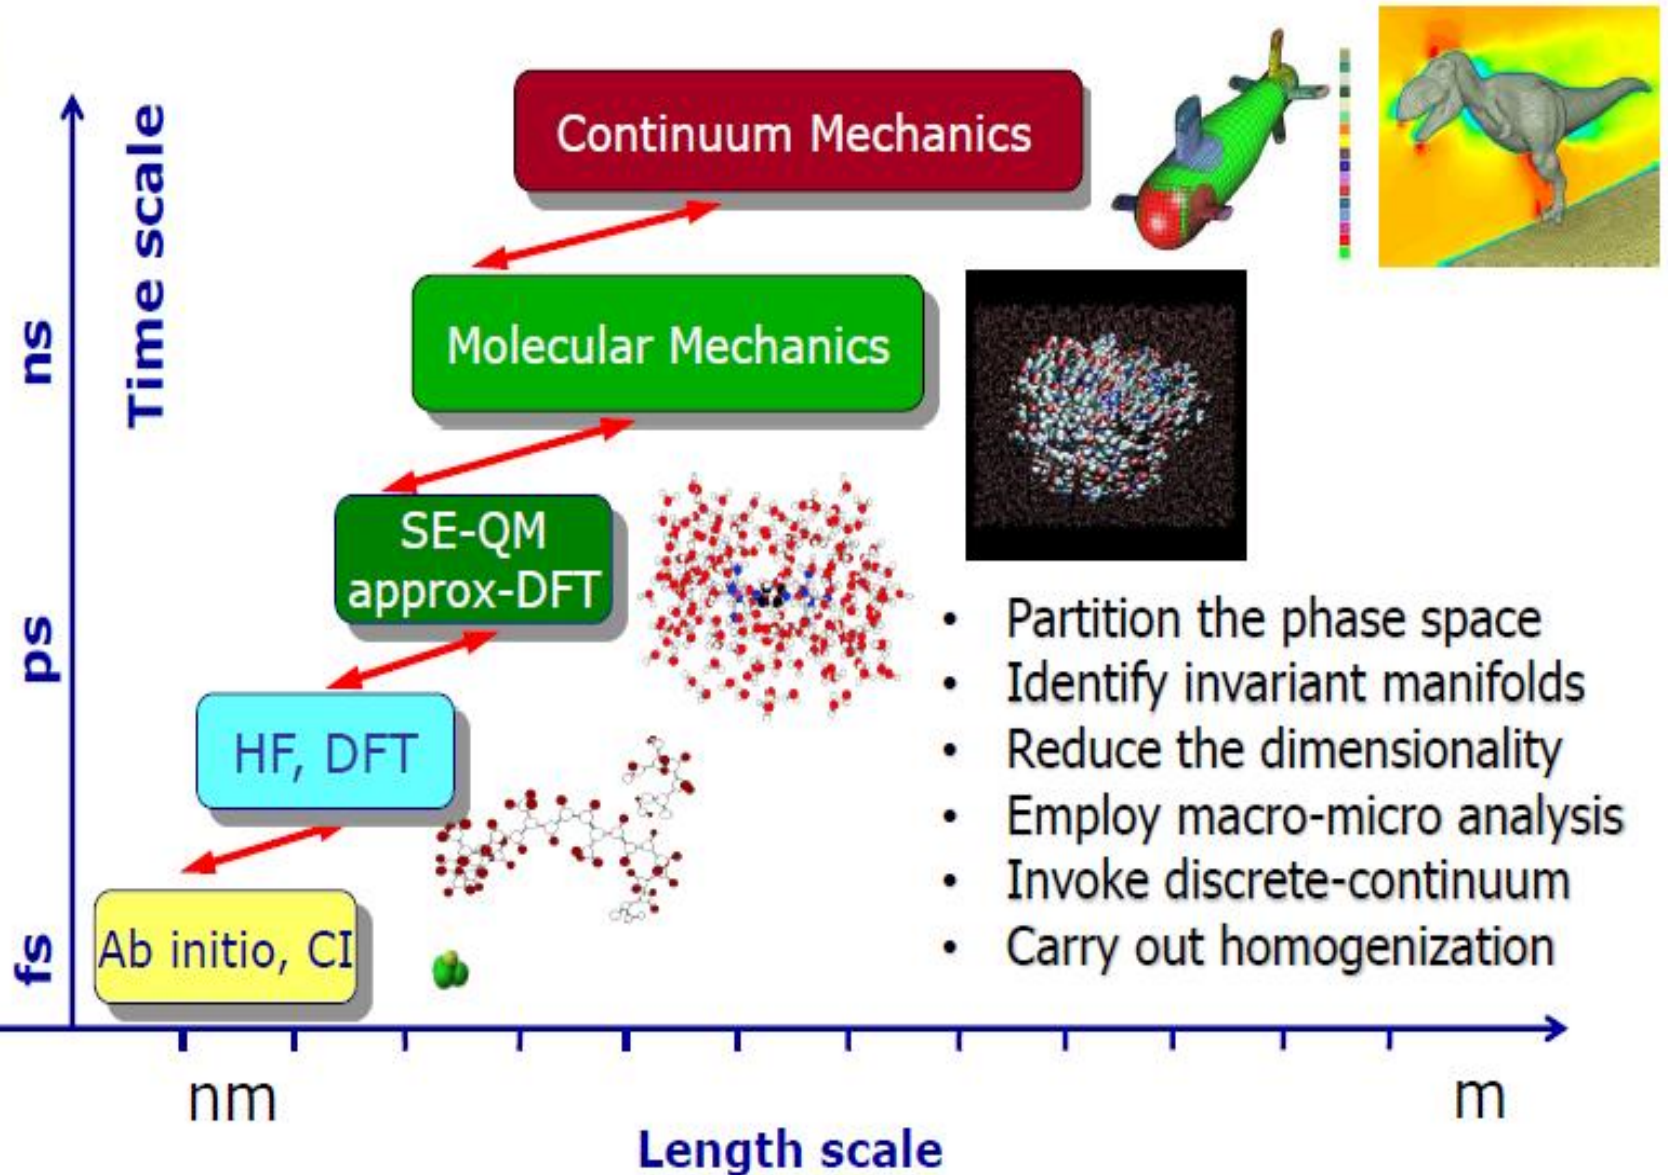 Time scale
ns
ps
fs
Continuum Mechanics
Molecular Mechanics
SE-QM
approx-DFT
HF, DFT
Ab initio, CI
• Partition the phase space
• Identify invariant manifolds
• Reduce the dimensionality
• Employ macro-micro analysis
• Invoke discrete-continuum
• Carry out homogenization
nm
m
Length scale